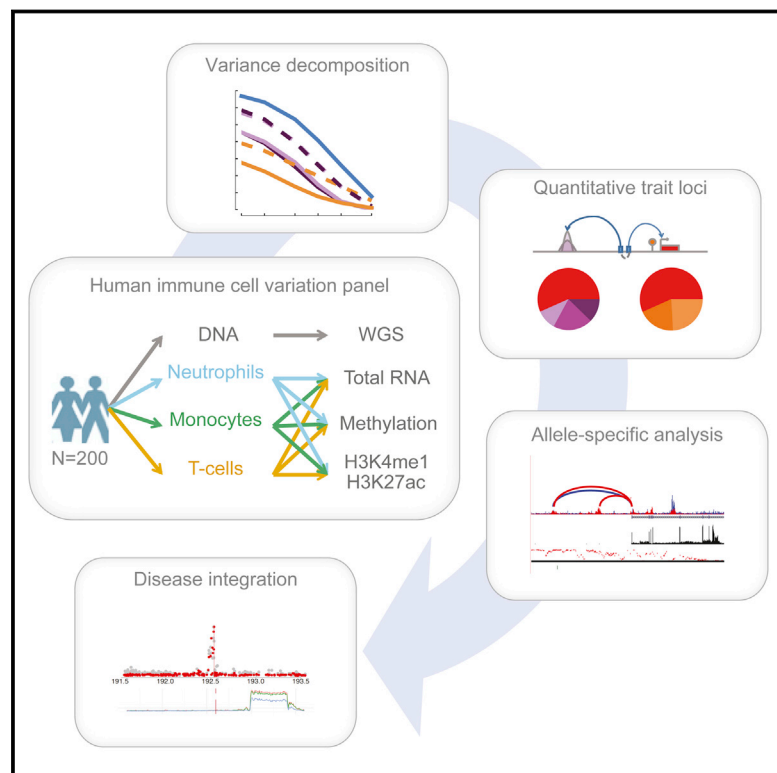 Variance decomposition
Quantitative trait loci
Human immune cell variation panel
DNA
WGS
Neutrophils
Total RNA
Monocytes
Methylation
N=200
T-cells
H3K4me1
H3K27ac
Allele-specific analysis
Disease integration
191.5 192.0 192.5 193.0 193.5